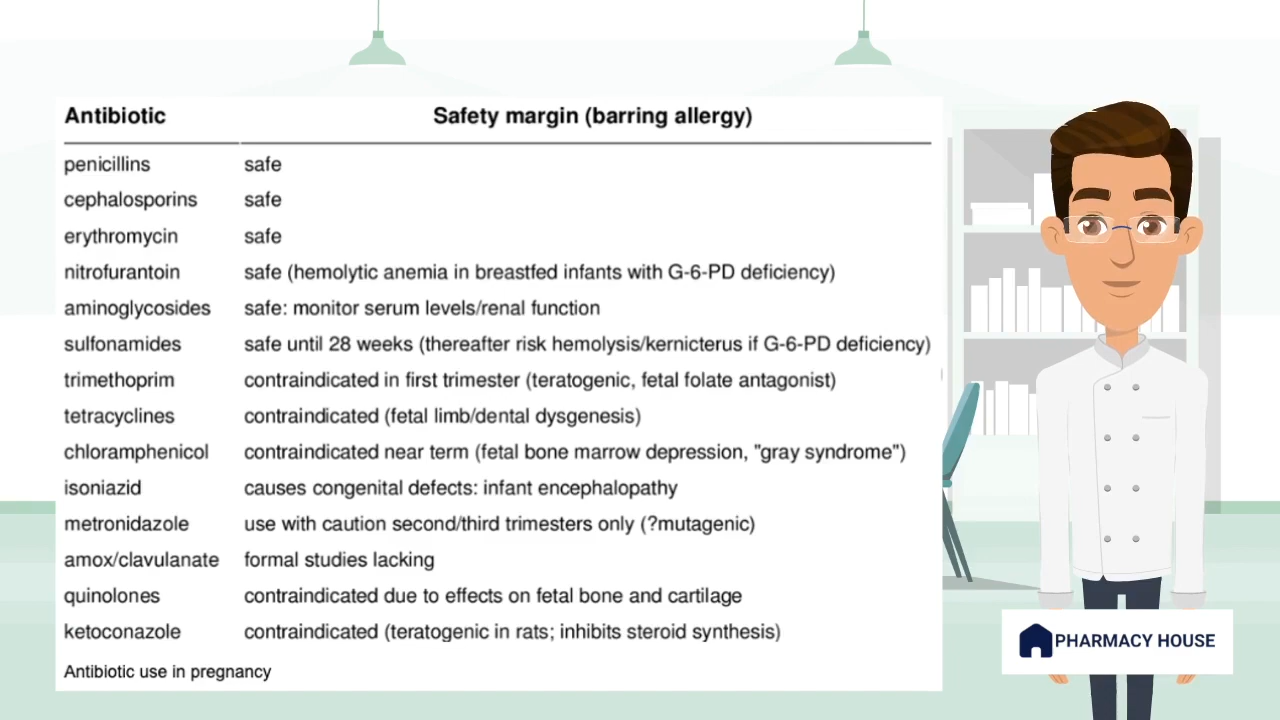 Antibiotic Safety margin (barring allergy)
penicillins safe
cephalosporins safe
erythromycin safe
nitrofurantoin safe (hemolytic anemia in breastfed infants with G-6-PD deficiency)
aminoglycosides safe: monitor serum levels/renal function
sulfonamides safe until 28 weeks (thereafter risk hemolysis/kernicterus if G-6-PD deficiency)
trimethoprim contraindicated in first trimester (teratogenic, fetal folate antagonist)
tetracyclines contraindicated (fetal limb/dental dysgenesis)
chloramphenicol contraindicated near term (fetal bone marrow depression, "gray syndrome")
isoniazid causes congenital defects: infant encephalopathy
metronidazole use with caution second/third trimesters only (?mutagenic)
amox/clavulanate formal studies lacking
quinolones contraindicated due to effects on fetal bone and cartilage
ketoconazole contraindicated (teratogenic in rats; inhibits steroid synthesis)
Antibiotic use in pregnancy
PHARMACY HOUSE